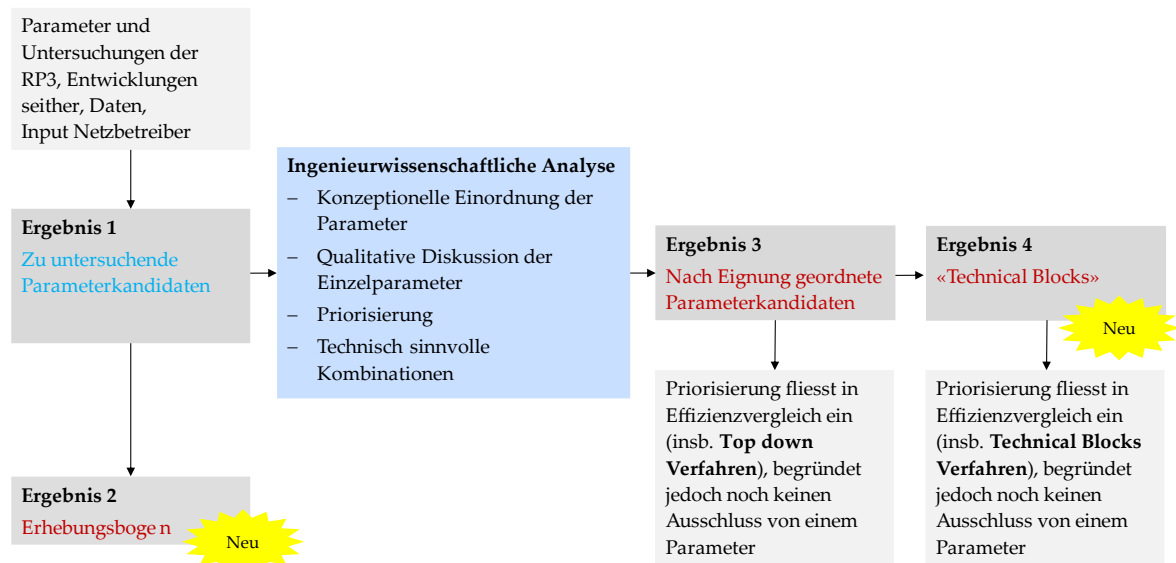 Parameter und
Untersuchungen der
RP3, Entwicklungen
seither, Daten,
Input Netzbetreiber
Ergebnis 1
Zu untersuchende
Parameterkandidaten
Ergebnis 2
Erhebungsboge n
Neu
Ingenieurwissenschaftliche Analyse
– Konzeptionelle Einordnung der
Parameter
– Qualitative Diskussion der
Einzelparameter
– Priorisierung
– Technisch sinnvolle
Kombinationen
Ergebnis 3
Nach Eignung geordnete
Parameterkandidaten
Priorisierung fliesst in
Effizienzvergleich ein
(insb. Top down
Verfahren), begründet
jedoch noch keinen
Ausschluss von einem
Parameter
Ergebnis 4
«Technical Blocks»
Neu
Priorisierung fliesst in
Effizienzvergleich ein
(insb. Technical Blocks
Verfahren), begründet
jedoch noch keinen
Ausschluss von einem
Parameter